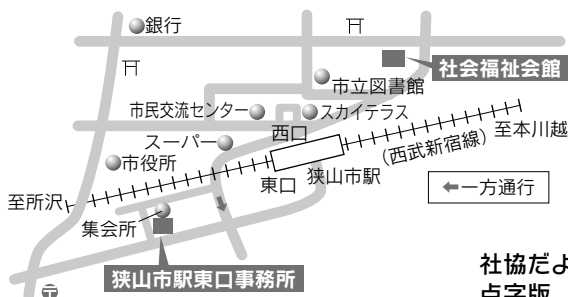 銀行
社会福祉会館
市立図書館
市民交流センター
スカイテラス
西口
スーパー
至本川越
(西武新宿線)
市役所
狭山市駅
東口
至所沢
一方通行
集会所
狭山市駅東口事務所
社協だよ
点字版